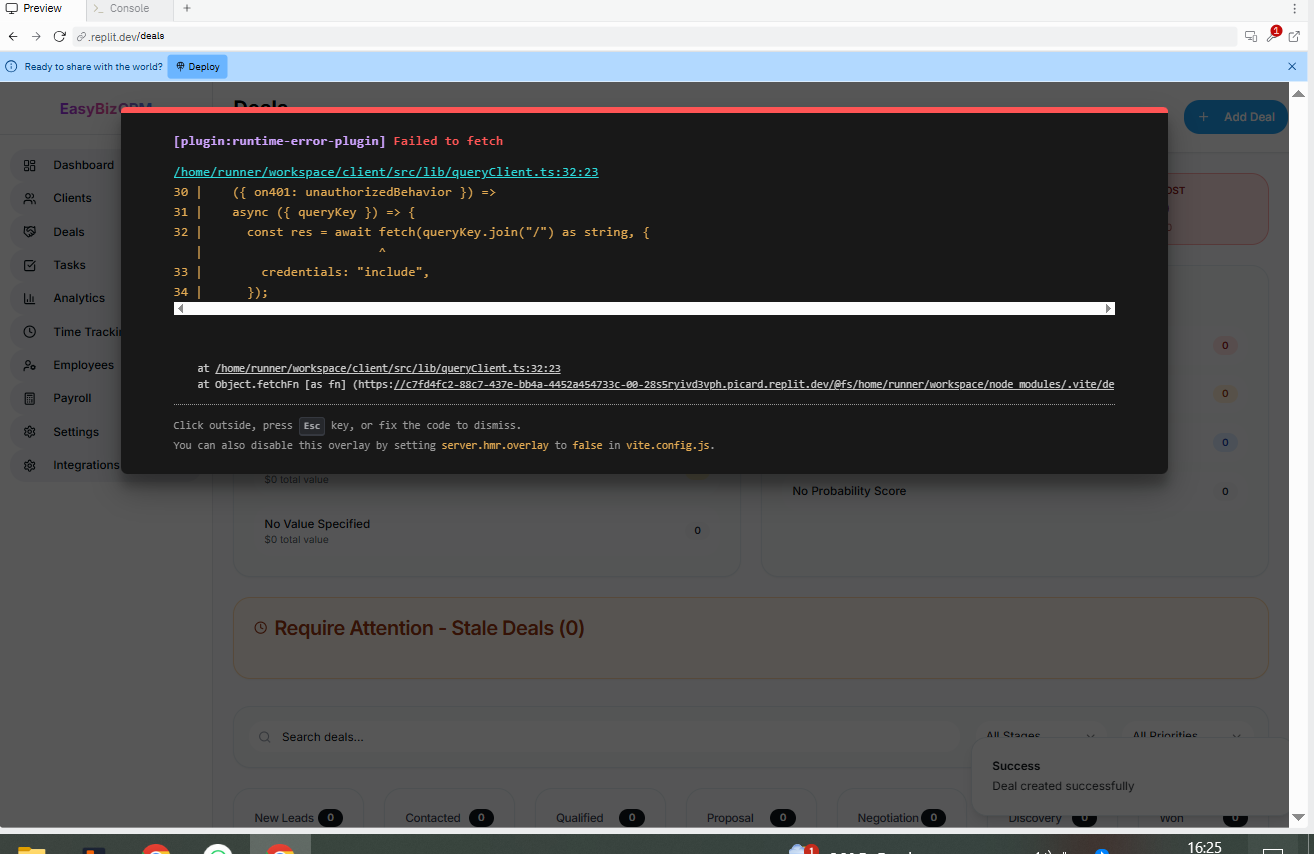 Preview
>_ Console
+
.replit.dev/deals
1
Ready to share with the world?
Deploy
EasyBizCRM
Deals
+ Add Deal
[plugin:runtime-error-plugin] Failed to fetch
/home/runner/workspace/client/src/lib/queryClient.ts:32:23
30 | ({ on401: unauthorizedBehavior }) =>
31 | async ({ queryKey }) => {
32 | const res = await fetch(queryKey.join("/") as string, {
| ^
33 | credentials: "include",
34 | });
at /home/runner/workspace/client/src/lib/queryClient.ts:32:23
at Object.fetchFn [as fn] (https://c7fd4fc2-88c7-437e-bb4a-4452a454733c-00-28s5ryivd3vph.picard.replit.dev/@fs/home/runner/workspace/node_modules/.vite/de
Click outside, press Esc key, or fix the code to dismiss.
You can also disable this overlay by setting server.hmr.overlay to false in vite.config.js.
Dashboard
Clients
Deals
Tasks
Analytics
Time Trackin
Employees
Payroll
Settings
Integrations
OST
0
0
0
$0 total value
No Probability Score
0
No Value Specified
0
$0 total value
Require Attention - Stale Deals (0)
Search deals...
All Stages
All Priorities
Success
Deal created successfully
New Leads 0
Contacted 0
Qualified 0
Proposal 0
Negotiation 0
Discovery 0
Won 0
1
16:25